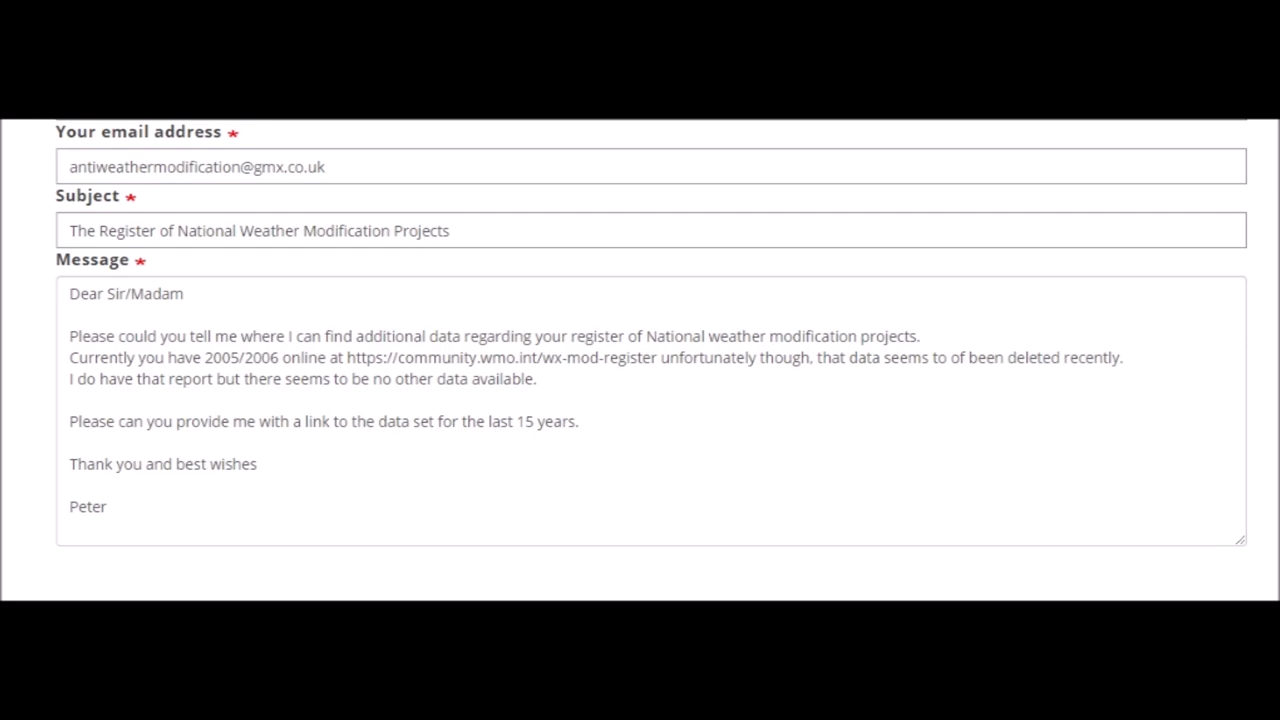 Your email address *
antiweathermodification@gmx.co.uk
Subject *
The Register of National Weather Modification Projects
Message *
Dear Sir/Madam
Please could you tell me where I can find additional data regarding your register of National weather modification projects.
Currently you have 2005/2006 online at https://community.wmo.int/wx-mod-register unfortunately though, that data seems to of been deleted recently.
I do have that report but there seems to be no other data available.
Please can you provide me with a link to the data set for the last 15 years.
Thank you and best wishes
Peter